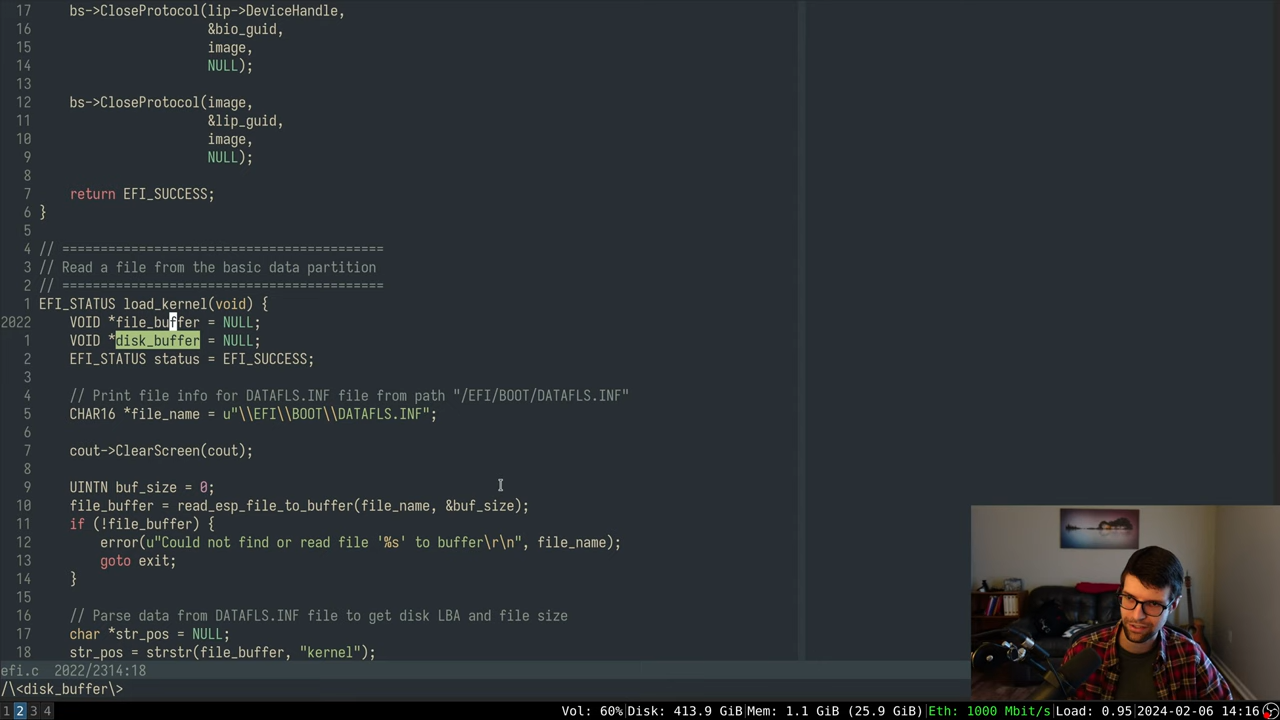 17 bs->CloseProtocol(lip->DeviceHandle,
16 &bio_guid,
15 image,
14 NULL);
13
12 bs->CloseProtocol(image,
11 &lip_guid,
10 image,
9 NULL);
8
7 return EFI_SUCCESS;
6 }
5
4 // ==========================================
3 // Read a file from the basic data partition
2 // ==========================================
1 EFI_STATUS load_kernel(void) {
2022 VOID *file_buffer = NULL;
1 VOID *disk_buffer = NULL;
2 EFI_STATUS status = EFI_SUCCESS;
3
4 // Print file info for DATAFLS.INF file from path "/EFI/BOOT/DATAFLS.INF"
5 CHAR16 *file_name = u"\\EFI\\BOOT\\DATAFLS.INF";
6
7 cout->ClearScreen(cout);
8
9 UINTN buf_size = 0;
10 file_buffer = read_esp_file_to_buffer(file_name, &buf_size);
11 if (!file_buffer) {
12 error(u"Could not find or read file '%s' to buffer\r\n", file_name);
13 goto exit;
14 }
15
16 // Parse data from DATAFLS.INF file to get disk LBA and file size
17 char *str_pos = NULL;
18 str_pos = strstr(file_buffer, "kernel");
efi.c 2022/2314:18
/\<disk_buffer\>
1 2 3 4 Vol: 60%|Disk: 413.9 GiB|Mem: 1.1 GiB (25.9 GiB)|Eth: 1000 Mbit/s|Load: 0.95|2024-02-06 14:16